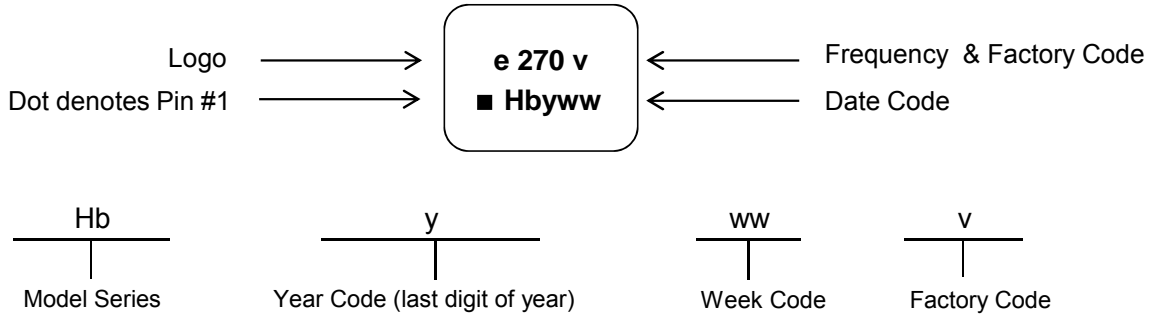 Logo e 270 v Frequency & Factory Code
Dot denotes Pin #1 ■ Hbyww Date Code
Hb y ww v
Model Series Year Code (last digit of year) Week Code Factory Code